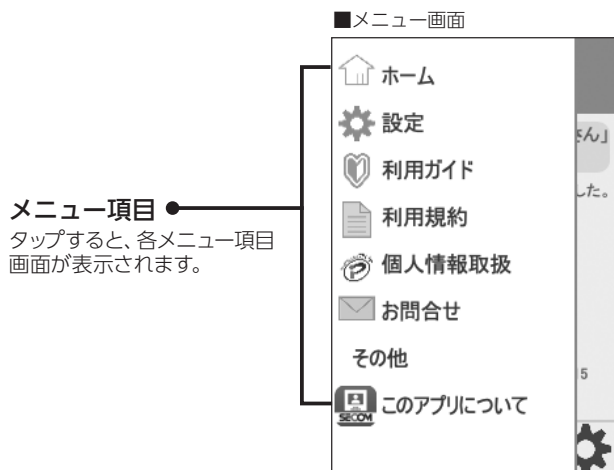 ■メニュー画面
ホーム
設定
さん」
利用ガイド
した。
メニュー項目
利用規約
タップすると、各メニュー項目
画面が表示されます。
個人情報取扱
お問合せ
その他
5
SECOM
このアプリについて